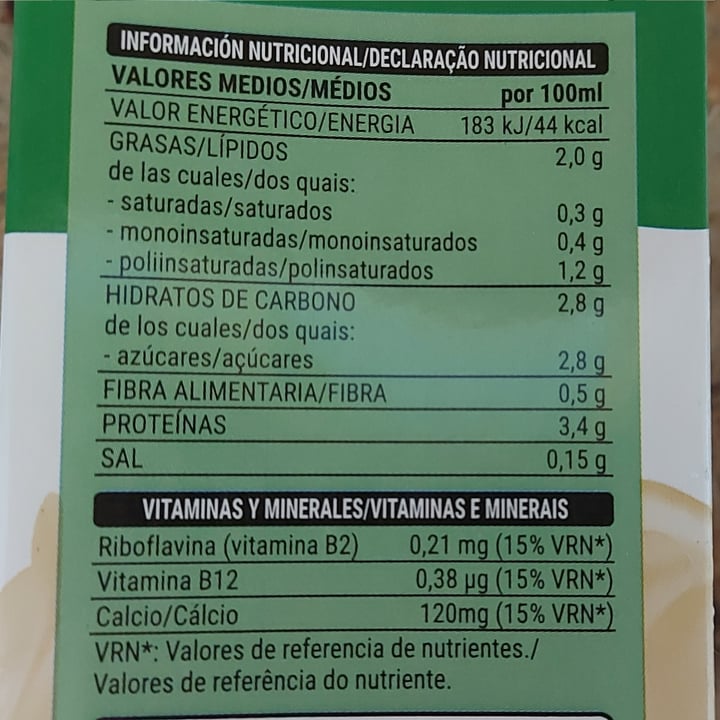 INFORMACIÓN NUTRICIONAL/DECLARAÇÃO NUTRICIONAL
VALORES MEDIOS/MÉDIOS por 100ml
VALOR ENERGÉTICO/ENERGIA 183 kJ/44 kcal
GRASAS/LÍPIDOS 2,0 g
de las cuales/dos quais:
- saturadas/saturados 0,3 g
- monoinsaturadas/monoinsaturados 0,4 g
- poliinsaturadas/polinsaturados 1,2 g
HIDRATOS DE CARBONO 2,8 g
de los cuales/dos quais:
- azúcares/açúcares 2,8 g
FIBRA ALIMENTARIA/FIBRA 0,5 g
PROTEÍNAS 3,4 g
SAL 0,15 g
VITAMINAS Y MINERALES/VITAMINAS E MINERAIS
Riboflavina (vitamina B2) 0,21 mg (15% VRN*)
Vitamina B12 0,38 µg (15% VRN*)
Calcio/Cálcio 120mg (15% VRN*)
VRN*: Valores de referencia de nutrientes./
Valores de referência do nutriente.